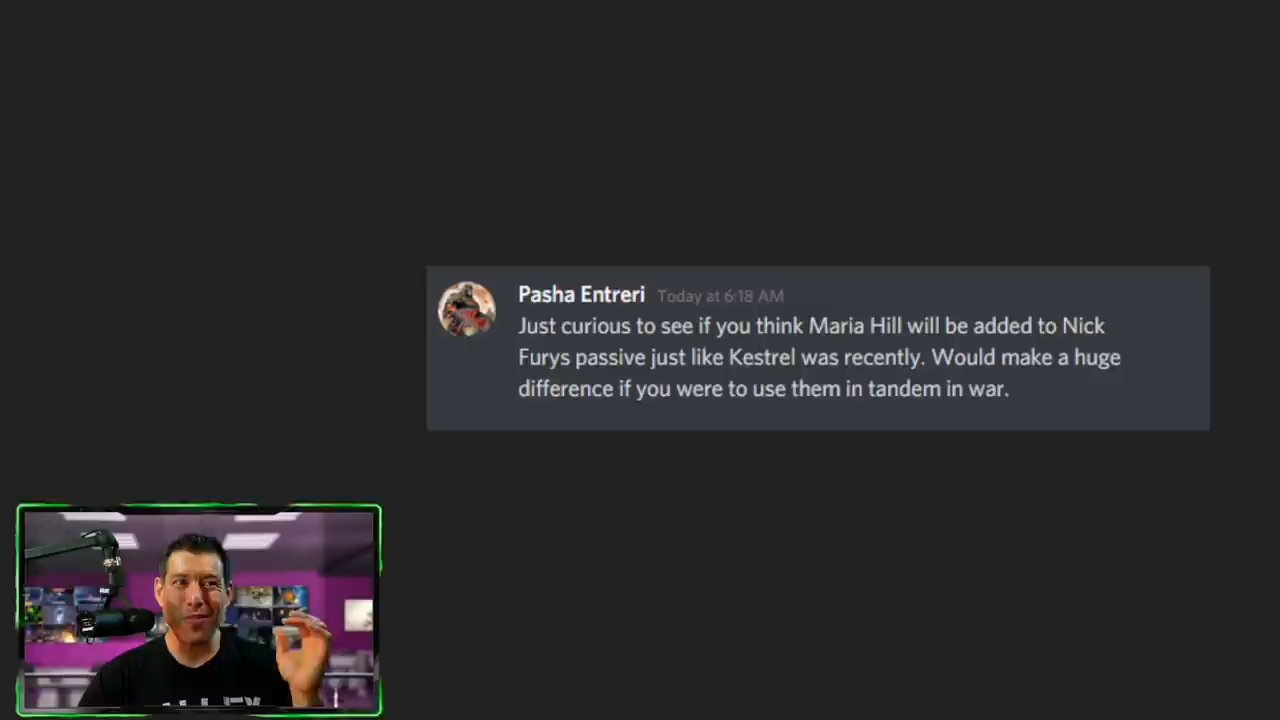 Pasha Entreri Today at 6:18 AM
Just curious to see if you think Maria Hill will be added to Nick
Furys passive just like Kestrel was recently. Would make a huge
difference if you were to use them in tandem in war.